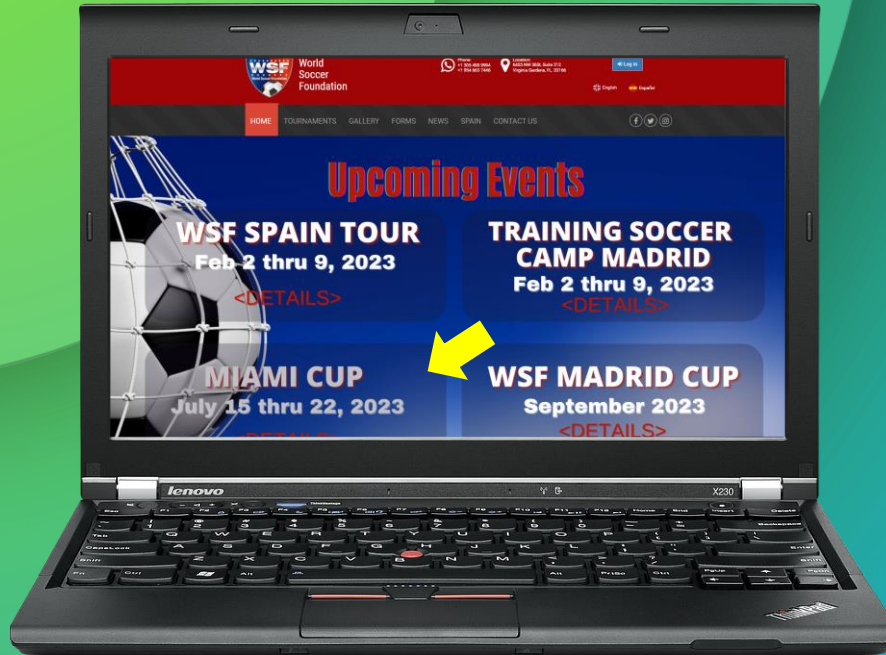 WSF
World
Soccer
Foundation
Phone:
Location:
Log in
English
Español
HOME TOURNAMENTS GALLERY FORMS NEWS SPAIN CONTACT US
Upcoming Events
WSF SPAIN TOUR
Feb 2 thru 9, 2023
<DETAILS>
TRAINING SOCCER
CAMP MADRID
Feb 2 thru 9, 2023
<DETAILS>
MIAMI CUP
July 15 thru 22, 2023
<DETAILS>
WSF MADRID CUP
September 2023
<DETAILS>
lenovo
X230
ThinkPad